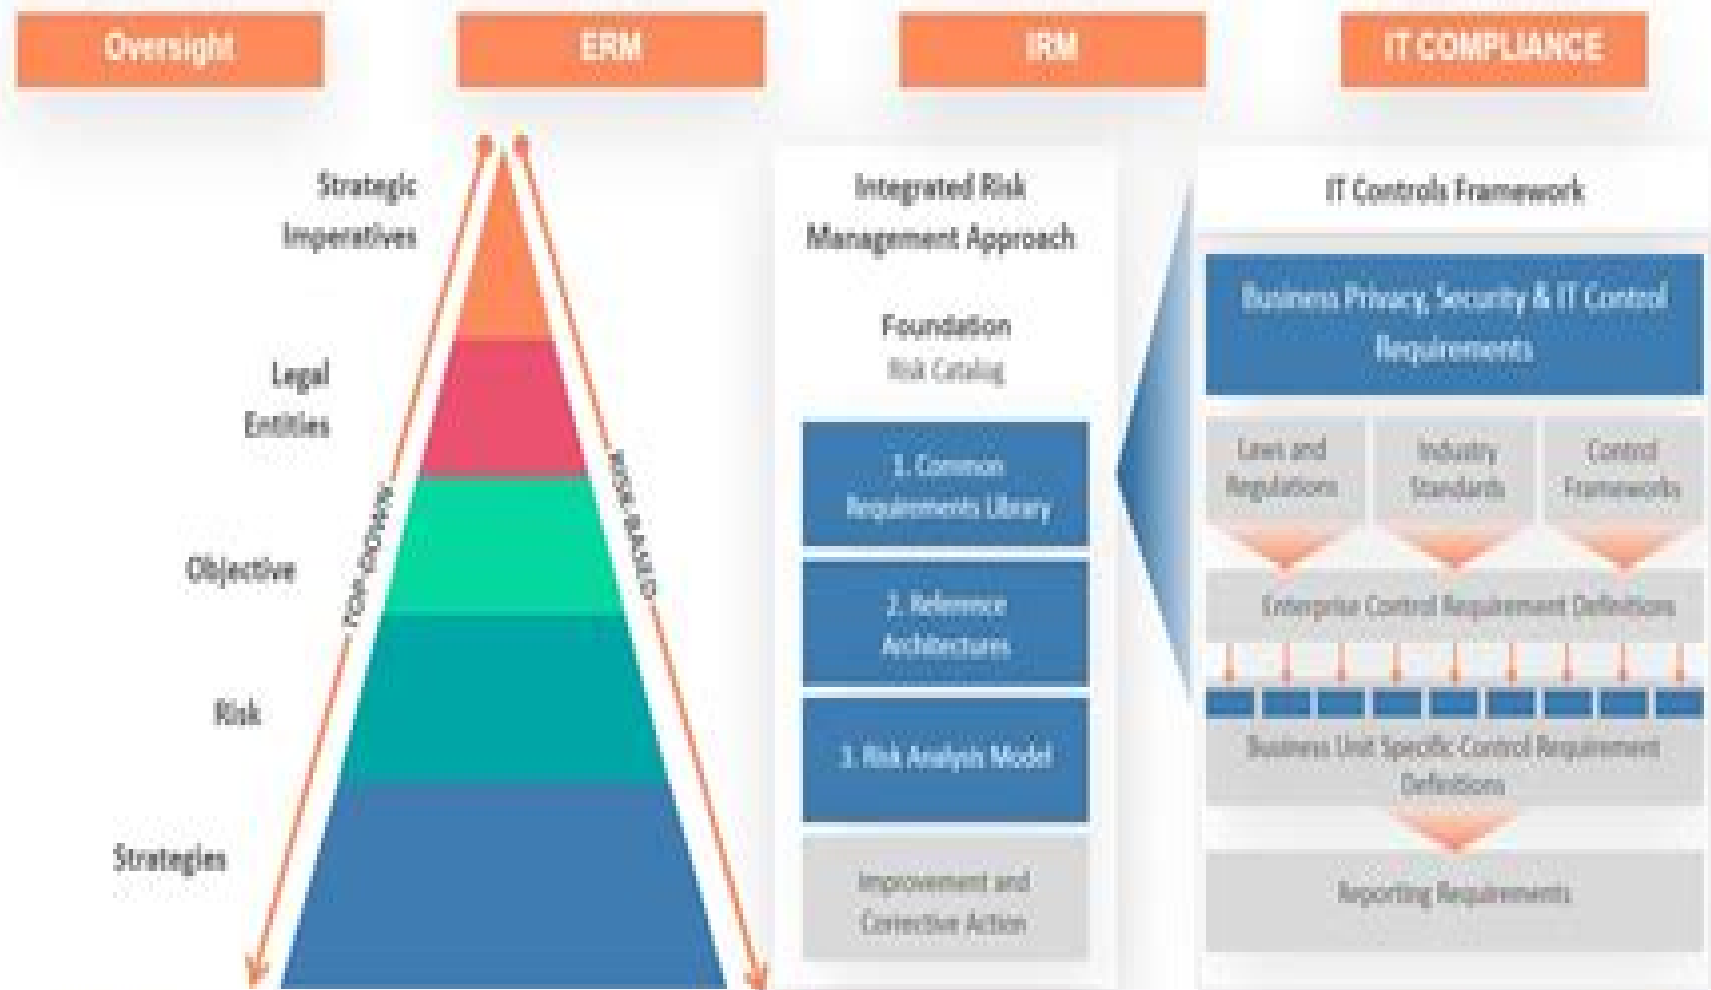 Oversight
ERM
IRM
IT COMPLIANCE
Strategic
Imperatives
Legal
Entities
Objective
Risk
Strategies
TOP-DOWN
RISK-BASED
Integrated Risk
Management Approach
Foundation
Risk Catalog
1. Common
Requirements Library
2. Reference
Architectures
3. Risk Analysis Model
Improvement and
Corrective Action
IT Controls Framework
Business Privacy, Security & IT Control
Requirements
Laws and
Regulations
Industry
Standards
Control
Frameworks
Enterprise Control Requirement Definitions
Business Unit Specific Control Requirement
Definitions
Reporting Requirements